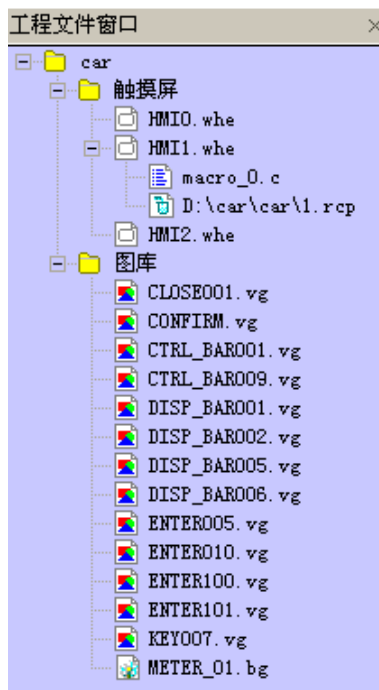 工程文件窗口
car
触摸屏
HMI0.whe
HMI1.whe
macro_0.c
D:\car\car\1.rcp
HMI2.whe
图库
CLOSE001.vg
CONFIRM.vg
CTRL_BAR001.vg
CTRL_BAR009.vg
DISP_BAR001.vg
DISP_BAR002.vg
DISP_BAR005.vg
DISP_BAR006.vg
ENTER005.vg
ENTER010.vg
ENTER100.vg
ENTER101.vg
KEY007.vg
METER_01.bg